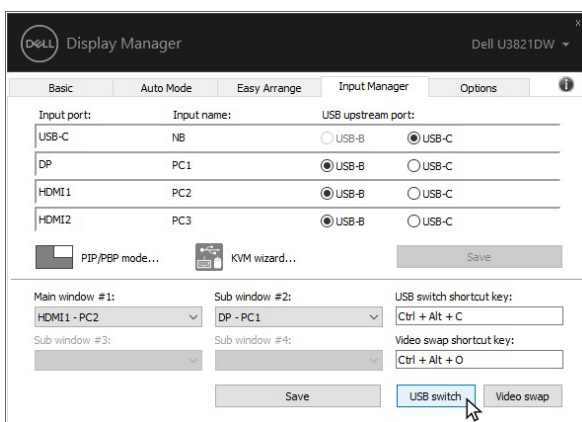 DELL Display Manager Dell U3821DW
x
Basic Auto Mode Easy Arrange Input Manager Options i
Input port: Input name: USB upstream port:
USB-C NB USB-B USB-C
DP PC1 USB-B USB-C
HDMI1 PC2 USB-B USB-C
HDMI2 PC3 USB-B USB-C
PIP/PBP mode... KVM wizard... Save
Main window #1: Sub window #2: USB switch shortcut key:
HDMI1 - PC2 DP - PC1 Ctrl + Alt + C
Sub window #3: Sub window #4: Video swap shortcut key:
Ctrl + Alt + O
Save USB switch Video swap